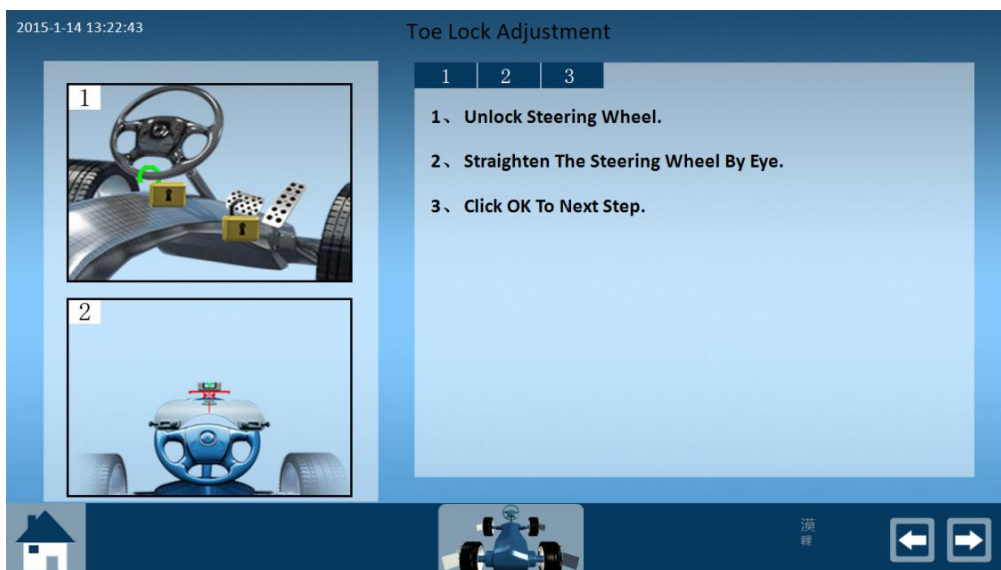 2015-1-14 13:22:43
Toe Lock Adjustment
1
2
1 2 3
1、 Unlock Steering Wheel.
2、 Straighten The Steering Wheel By Eye.
3、 Click OK To Next Step.
漠